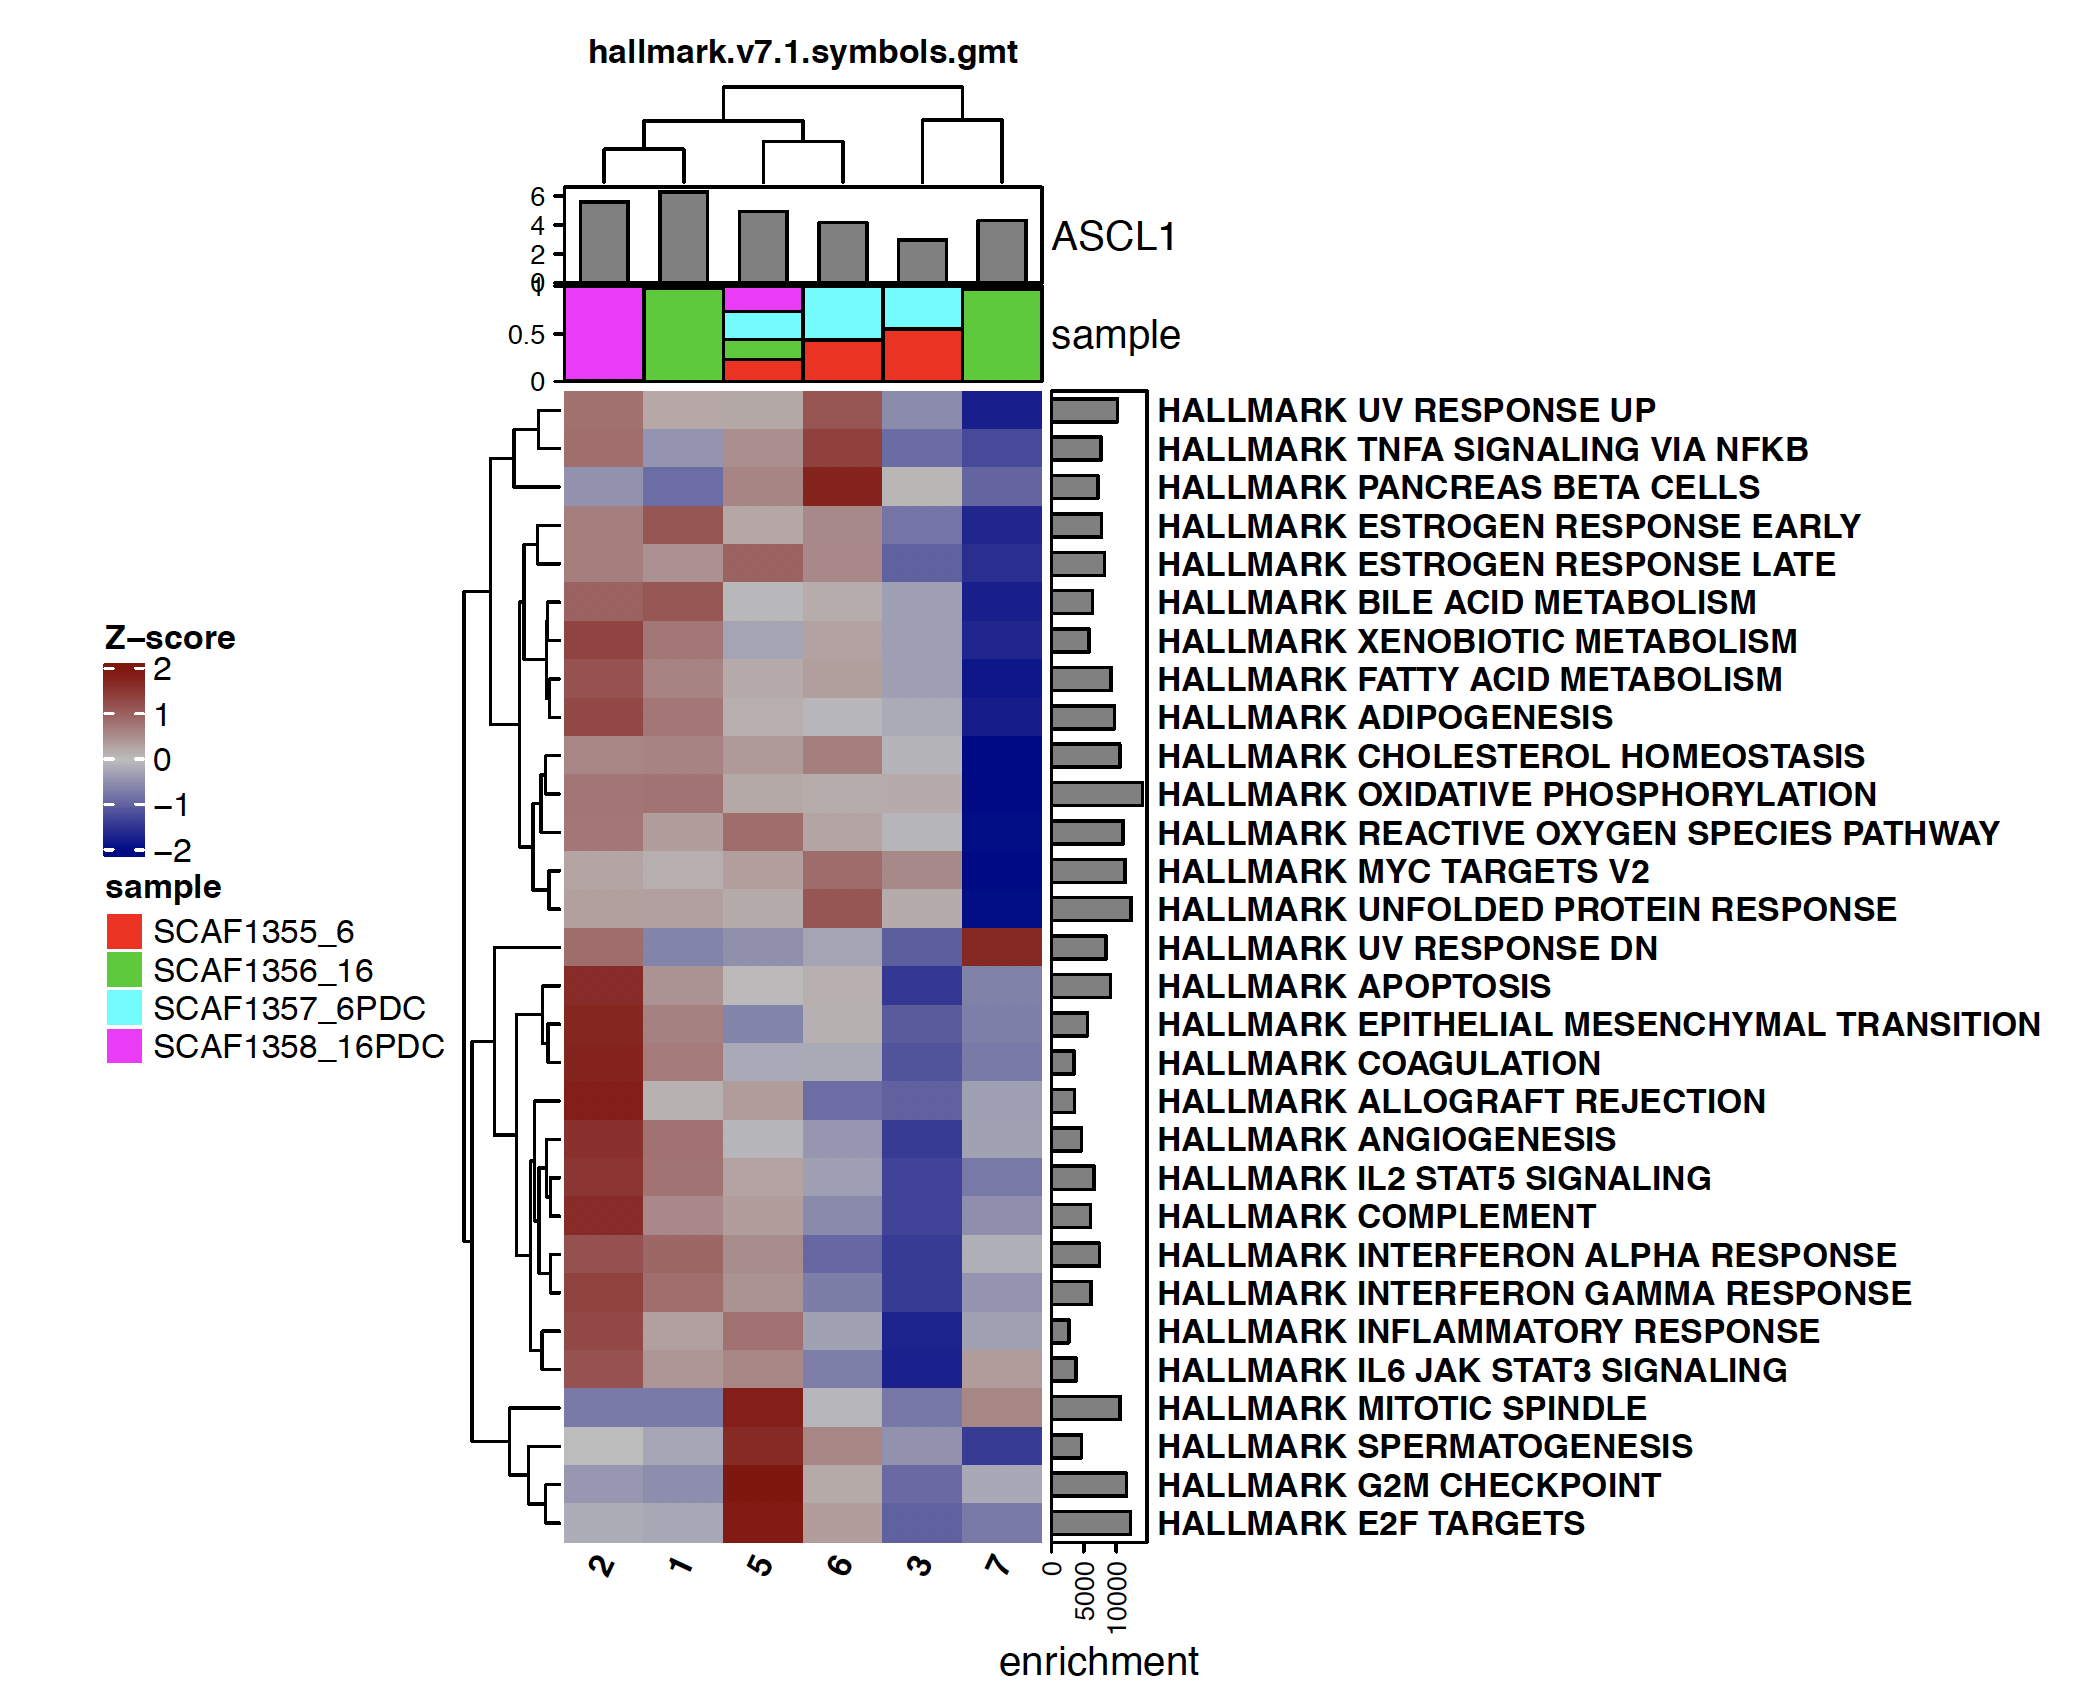 hallmark.v7.1.symbols.gmt
6
4
2
0
ASCL1
1
0.5
0
sample
HALLMARK UV RESPONSE UP
HALLMARK TNFA SIGNALING VIA NFKB
HALLMARK PANCREAS BETA CELLS
HALLMARK ESTROGEN RESPONSE EARLY
HALLMARK ESTROGEN RESPONSE LATE
HALLMARK BILE ACID METABOLISM
HALLMARK XENOBIOTIC METABOLISM
HALLMARK FATTY ACID METABOLISM
HALLMARK ADIPOGENESIS
HALLMARK CHOLESTEROL HOMEOSTASIS
HALLMARK OXIDATIVE PHOSPHORYLATION
HALLMARK REACTIVE OXYGEN SPECIES PATHWAY
HALLMARK MYC TARGETS V2
HALLMARK UNFOLDED PROTEIN RESPONSE
HALLMARK UV RESPONSE DN
HALLMARK APOPTOSIS
HALLMARK EPITHELIAL MESENCHYMAL TRANSITION
HALLMARK COAGULATION
HALLMARK ALLOGRAFT REJECTION
HALLMARK ANGIOGENESIS
HALLMARK IL2 STAT5 SIGNALING
HALLMARK COMPLEMENT
HALLMARK INTERFERON ALPHA RESPONSE
HALLMARK INTERFERON GAMMA RESPONSE
HALLMARK INFLAMMATORY RESPONSE
HALLMARK IL6 JAK STAT3 SIGNALING
HALLMARK MITOTIC SPINDLE
HALLMARK SPERMATOGENESIS
HALLMARK G2M CHECKPOINT
HALLMARK E2F TARGETS
Z−score
2
1
0
−1
−2
sample
SCAF1355_6
SCAF1356_16
SCAF1357_6PDC
SCAF1358_16PDC
2 1 5 6 3 7
0 5000 10000
enrichment